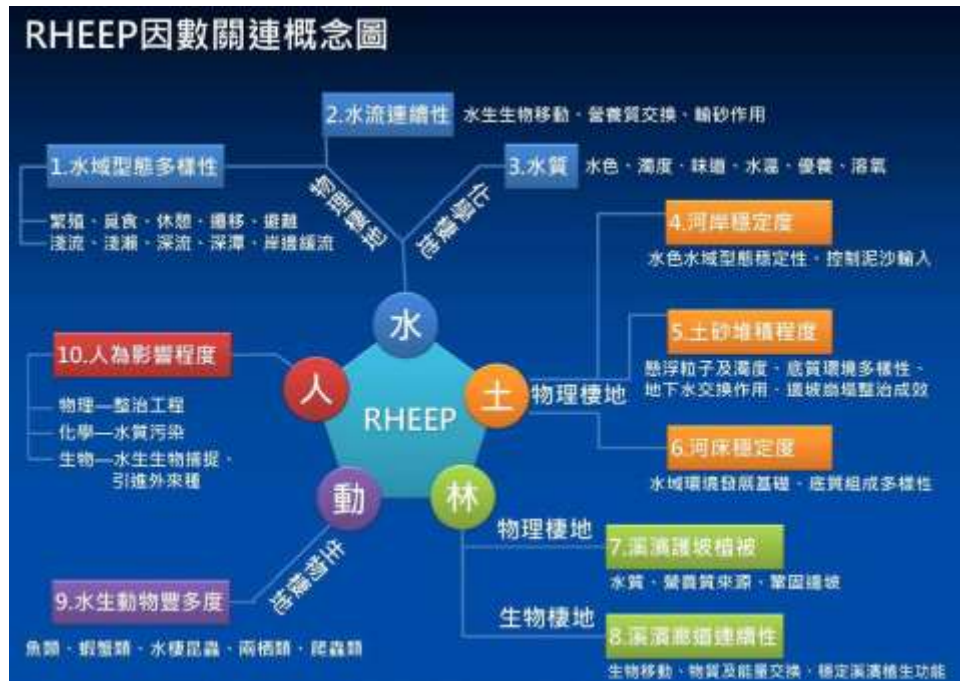 RHEEP因數關連概念圖
2.水流連續性
水生生物移動、營養質交換、輸砂作用
1.水域型態多樣性
繁殖、覓食、休憩、遷移、避難
淺流、淺瀨、深流、深潭、岸邊緩流
物理棲地
化學棲地
3.水質
水色、濁度、味道、水溫、優養、溶氧
4.河岸穩定度
水色水域型態穩定性、控制泥沙輸入
水
土
林
動
人
RHEEP
物理棲地
5.土砂堆積程度
懸浮粒子及濁度、底質環境多樣性、
地下水交換作用、邊坡崩塌整治成效
6.河床穩定度
水域環境發展基礎、底質組成多樣性
物理棲地
7.溪濱護坡植被
水質、營養質來源、鞏固邊坡
生物棲地
8.溪濱廊道連續性
生物移動、物質及能量交換、穩定溪濱植生功能
生物棲地
9.水生動物豐多度
魚類、蝦蟹類、水棲昆蟲、兩栖類、爬蟲類
10.人為影響程度
物理—整治工程
化學—水質污染
生物—水生生物捕捉、
引進外來種